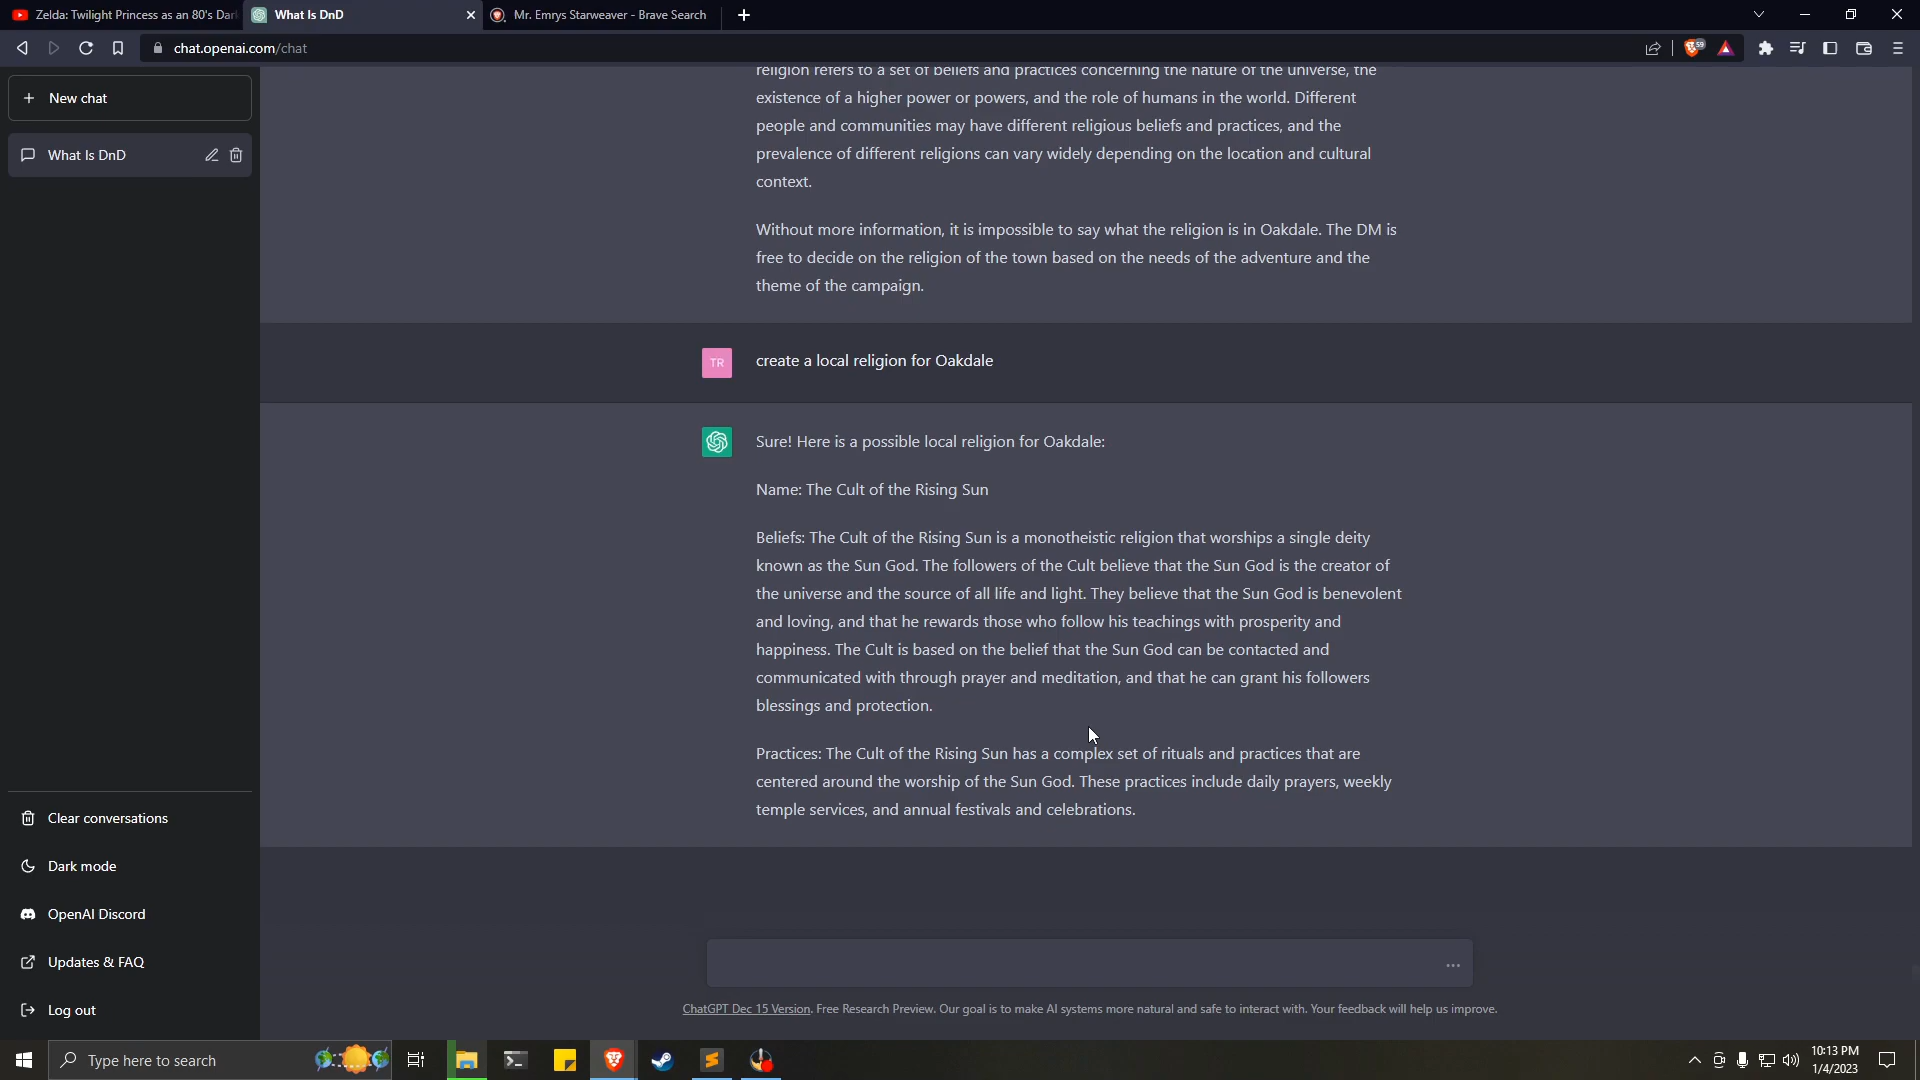 Zelda: Twilight Princess as an 80's Dar
What Is DnD
Mr. Emrys Starweaver - Brave Search
chat.openai.com/chat
59
New chat
What Is DnD
religion refers to a set of beliefs and practices concerning the nature of the universe, the
existence of a higher power or powers, and the role of humans in the world. Different
people and communities may have different religious beliefs and practices, and the
prevalence of different religions can vary widely depending on the location and cultural
context.
Without more information, it is impossible to say what the religion is in Oakdale. The DM is
free to decide on the religion of the town based on the needs of the adventure and the
theme of the campaign.
TR
create a local religion for Oakdale
Sure! Here is a possible local religion for Oakdale:
Name: The Cult of the Rising Sun
Beliefs: The Cult of the Rising Sun is a monotheistic religion that worships a single deity
known as the Sun God. The followers of the Cult believe that the Sun God is the creator of
the universe and the source of all life and light. They believe that the Sun God is benevolent
and loving, and that he rewards those who follow his teachings with prosperity and
happiness. The Cult is based on the belief that the Sun God can be contacted and
communicated with through prayer and meditation, and that he can grant his followers
blessings and protection.
Practices: The Cult of the Rising Sun has a complex set of rituals and practices that are
centered around the worship of the Sun God. These practices include daily prayers, weekly
temple services, and annual festivals and celebrations.
Clear conversations
Dark mode
OpenAI Discord
Updates & FAQ
Log out
ChatGPT Dec 15 Version. Free Research Preview. Our goal is to make AI systems more natural and safe to interact with. Your feedback will help us improve.
Type here to search
10:13 PM
1/4/2023